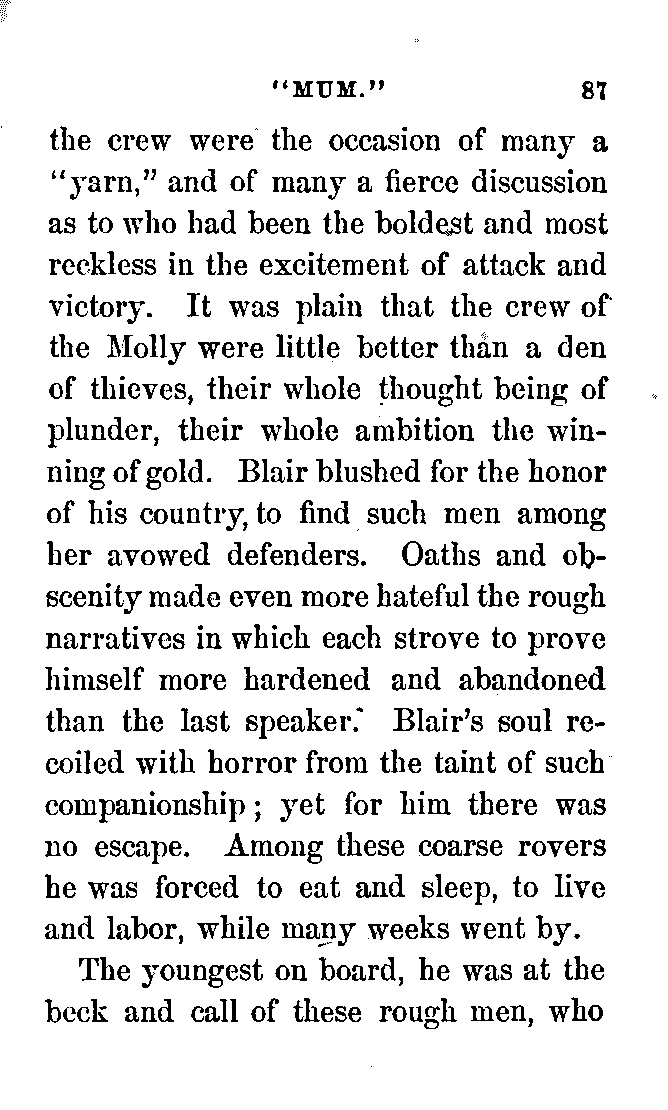 "MUM." 87
the crew were the occasion of many a
"yarn," and of many a fierce discussion
as to who had been the boldest and most
reckless in the excitement of attack and
victory. It was plain that the crew of
the Molly were little better than a den
of thieves, their whole thought being of
plunder, their whole ambition the win-
ning of gold. Blair blushed for the honor
of his country, to find such men among
her avowed defenders. Oaths and ob-
scenity made even more hateful the rough
narratives in which each strove to prove
himself more hardened and abandoned
than the last speaker. Blair's soul re-
coiled with horror from the taint of such
companionship; yet for him there was
no escape. Among these coarse rovers
he was forced to eat and sleep, to live
and labor, while many weeks went by.
The youngest on board, he was at the
beck and call of these rough men, who